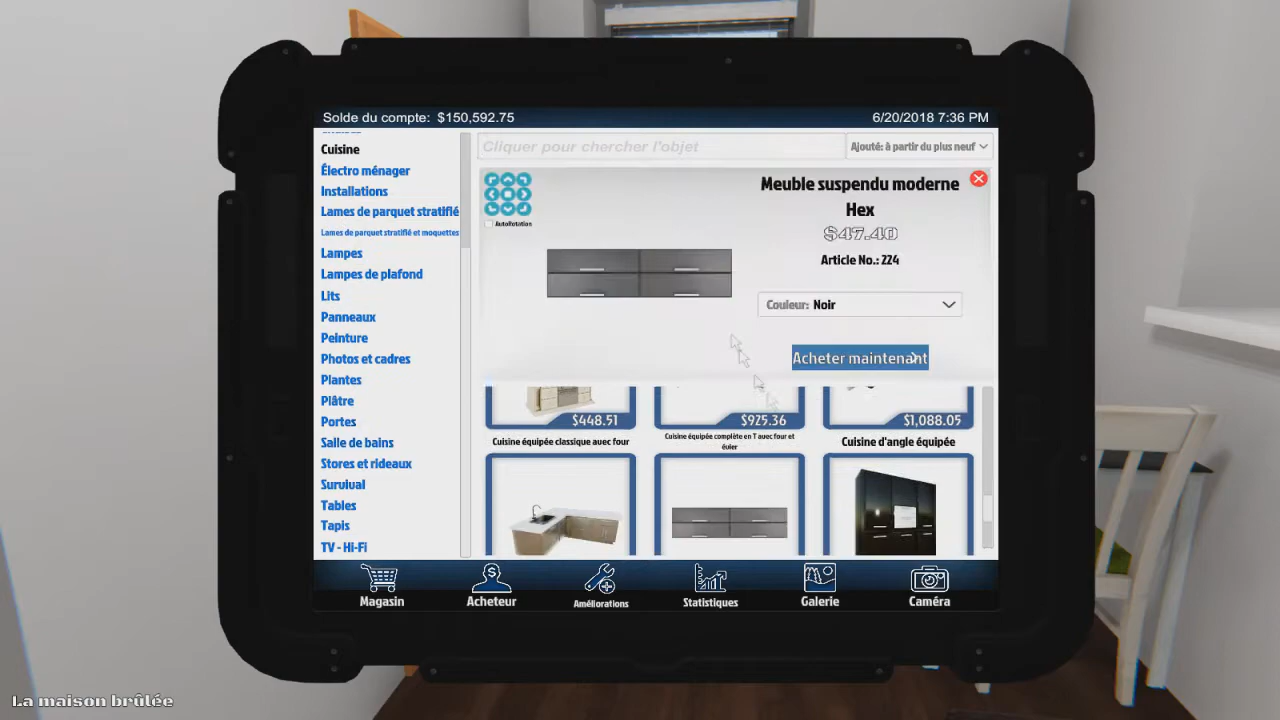 Solde du compte: $150,592.75
6/20/2018 7:36 PM
Cuisine
Électro ménager
Installations
Lames de parquet stratifié
Lames de parquet stratifié et moquettes
Lampes
Lampes de plafond
Lits
Panneaux
Peinture
Photos et cadres
Plantes
Plâtre
Portes
Salle de bains
Stores et rideaux
Survival
Tables
Tapis
TV - Hi-Fi
Cliquer pour chercher l'objet
Ajouté: à partir du plus neuf
Autorotation
Meuble suspendu moderne
Hex
$47.40
Article No.: 224
Couleur: Noir
Acheter maintenant
$448.51
$925.36
$1,088.05
Cuisine équipée classique avec four
Cuisine équipée complète en T avec four et
évier
Cuisine d'angle équipée
Magasin
Acheteur
Améliorations
Statistiques
Galerie
Caméra
La maison brûlée